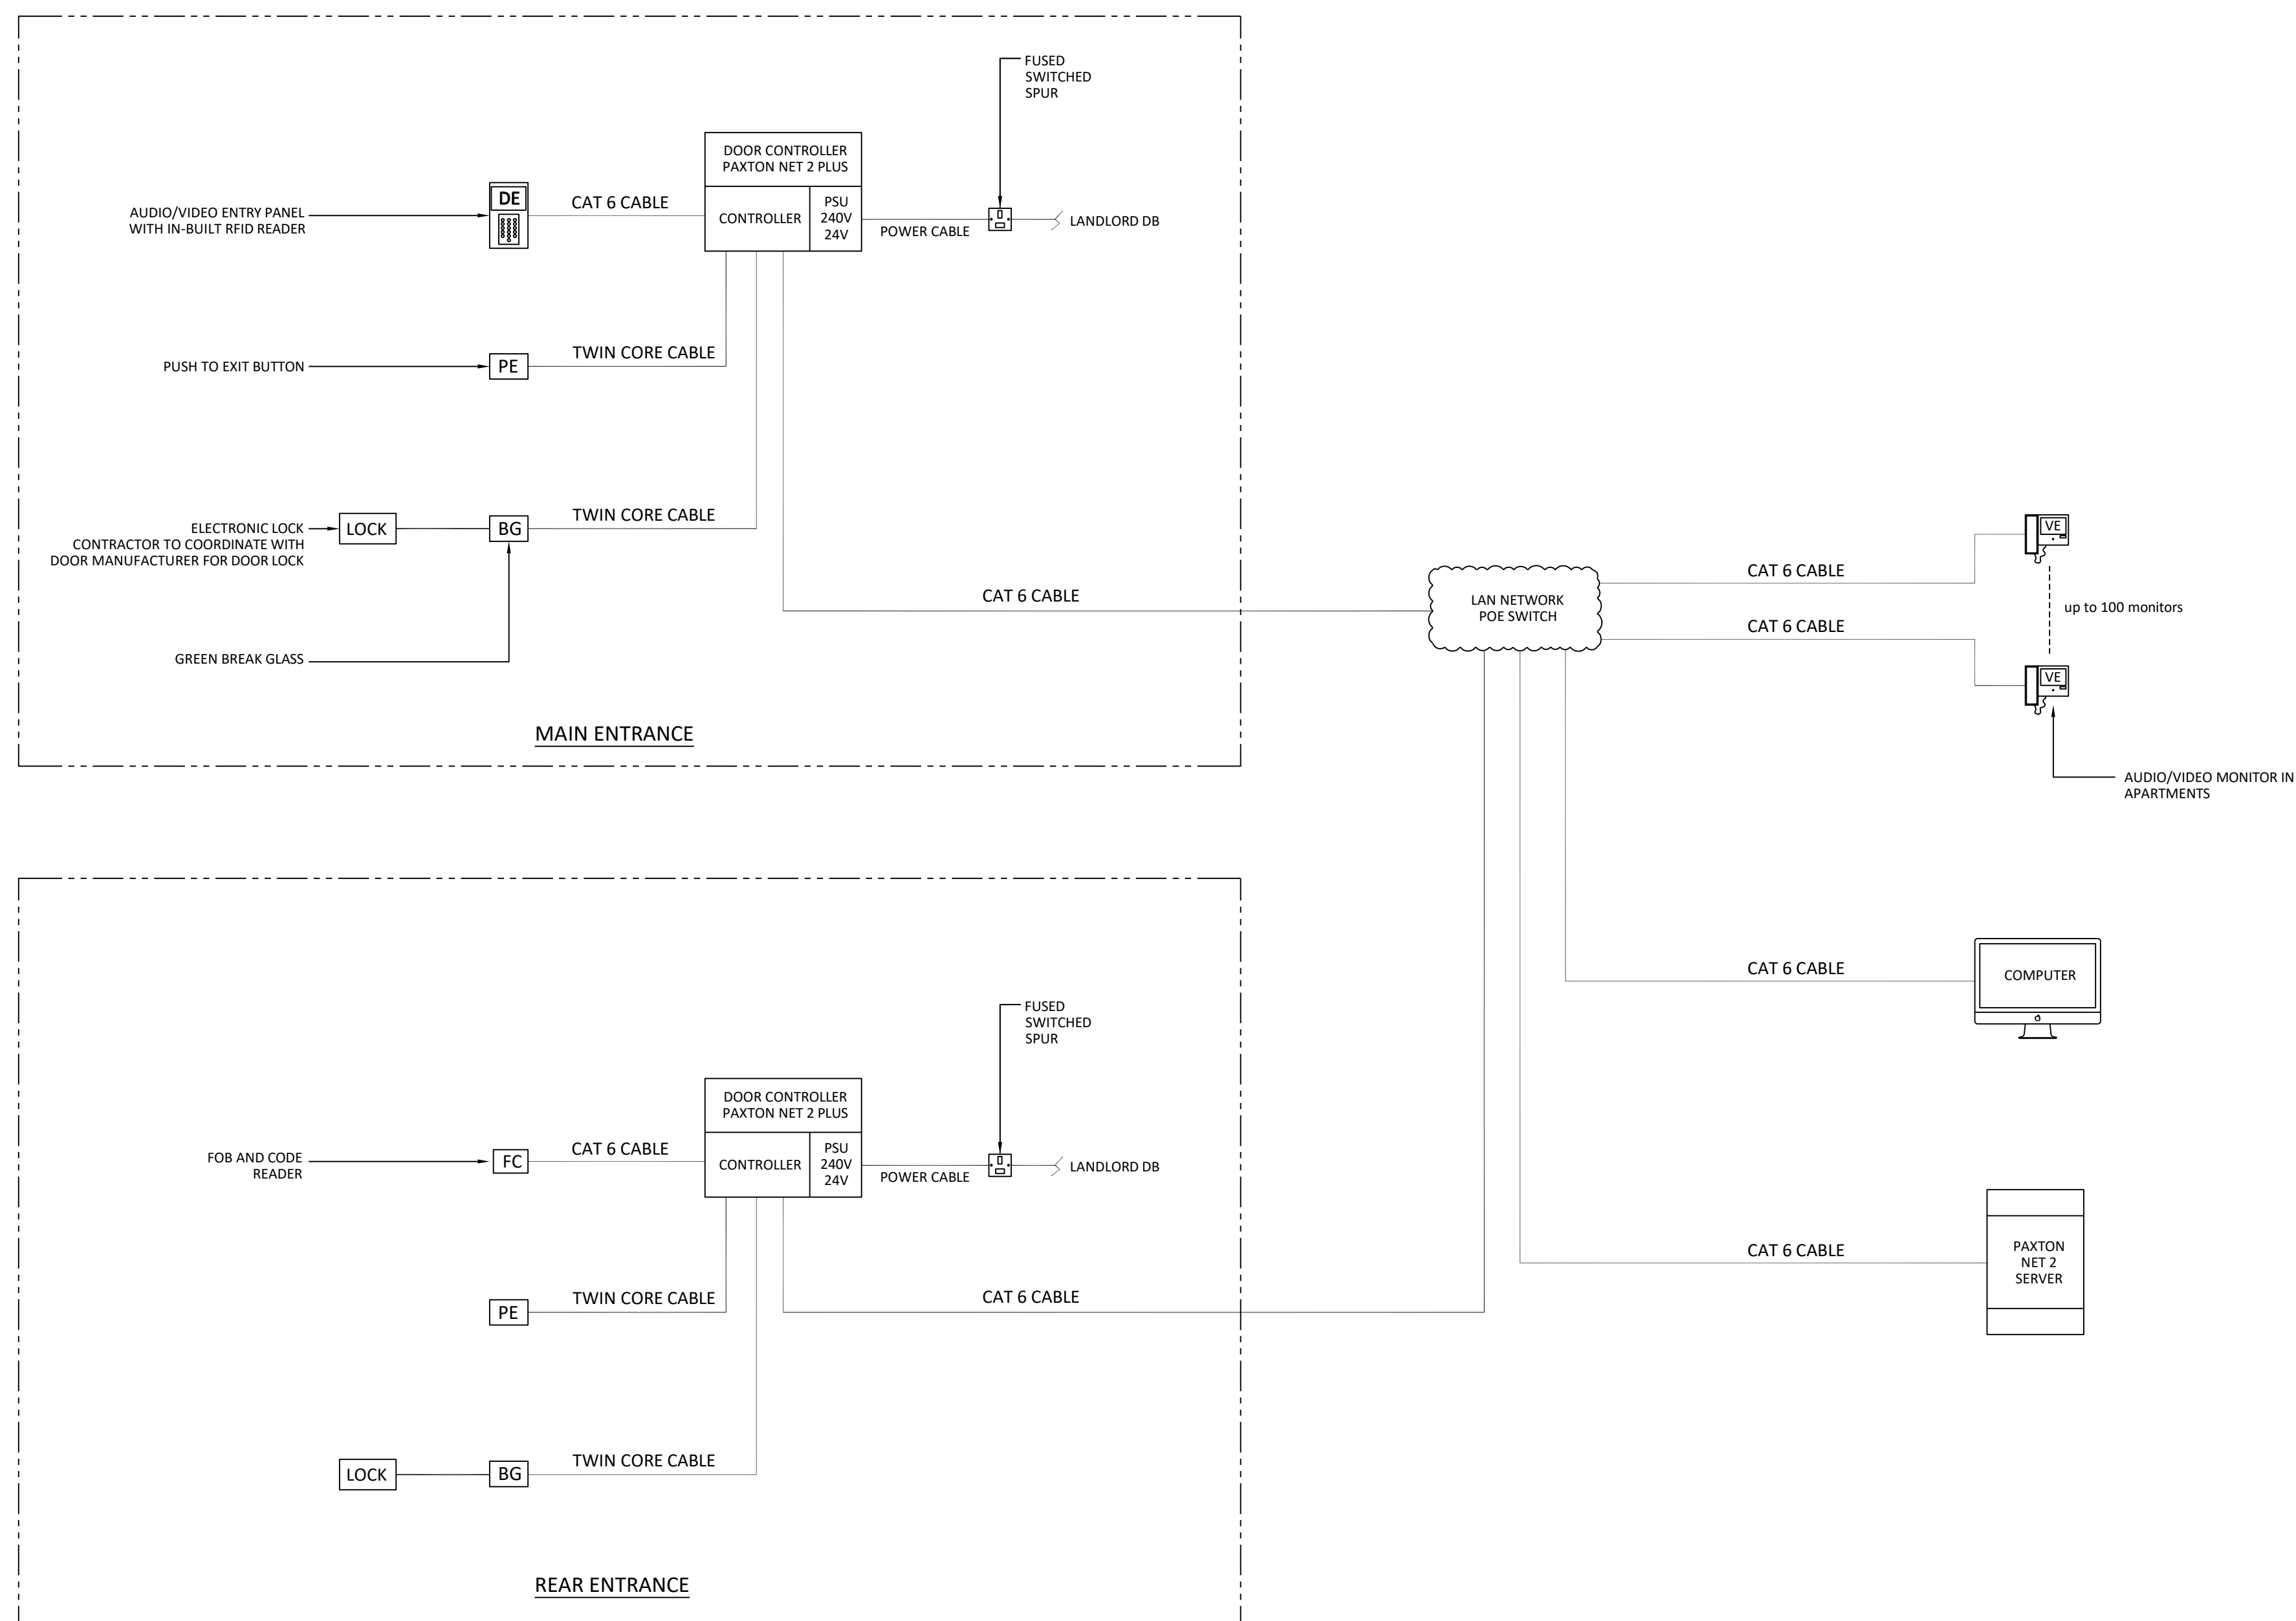 FUSED
SWITCHED
SPUR
DOOR CONTROLLER
PAXTON NET 2 PLUS
CONTROLLER
PSU
240V
24V
DE
AUDIO/VIDEO ENTRY PANEL
WITH IN-BUILT RFID READER
CAT 6 CABLE
POWER CABLE
LANDLORD DB
PUSH TO EXIT BUTTON
PE
TWIN CORE CABLE
ELECTRONIC LOCK
CONTRACTOR TO COORDINATE WITH
DOOR MANUFACTURER FOR DOOR LOCK
LOCK
BG
TWIN CORE CABLE
GREEN BREAK GLASS
CAT 6 CABLE
MAIN ENTRANCE
LAN NETWORK
POE SWITCH
CAT 6 CABLE
VE
up to 100 monitors
CAT 6 CABLE
VE
AUDIO/VIDEO MONITOR IN
APARTMENTS
CAT 6 CABLE
COMPUTER
CAT 6 CABLE
PAXTON
NET 2
SERVER
FUSED
SWITCHED
SPUR
DOOR CONTROLLER
PAXTON NET 2 PLUS
CONTROLLER
PSU
240V
24V
FOB AND CODE
READER
FC
CAT 6 CABLE
POWER CABLE
LANDLORD DB
PE
TWIN CORE CABLE
CAT 6 CABLE
LOCK
BG
TWIN CORE CABLE
REAR ENTRANCE